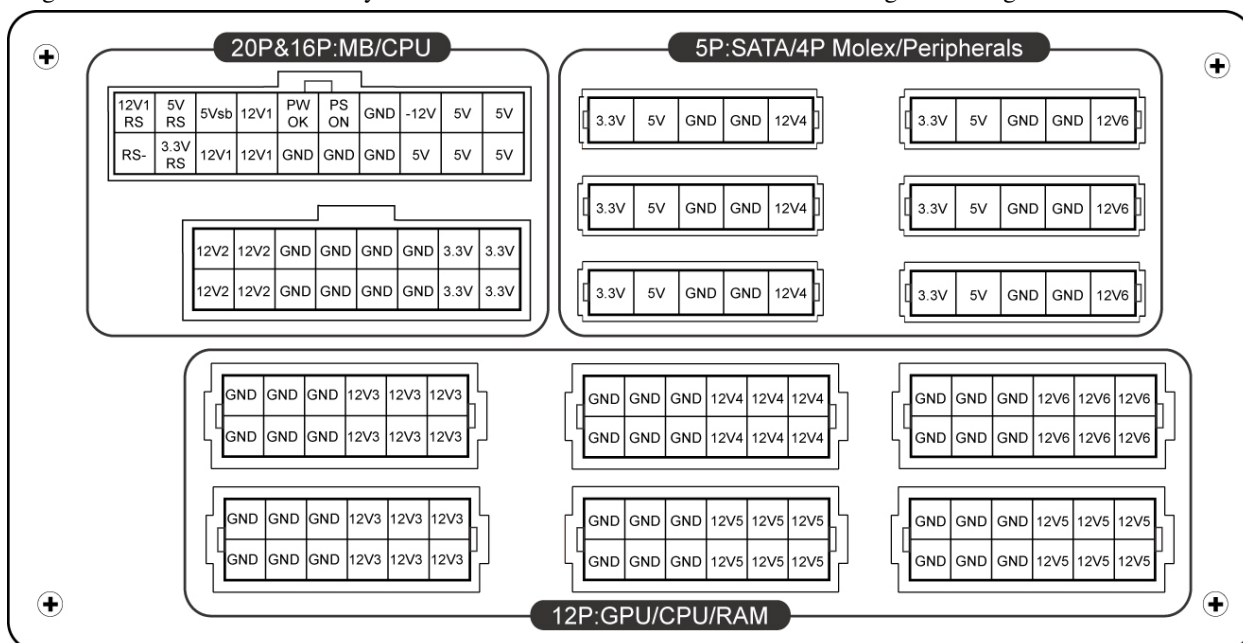 20P&16P:MB/CPU
12V1 RS 5V RS 5Vsb 12V1 PW OK PS ON GND -12V 5V 5V
RS- 3.3V RS 12V1 12V1 GND GND GND 5V 5V 5V
12V2 12V2 GND GND GND GND 3.3V 3.3V
12V2 12V2 GND GND GND GND 3.3V 3.3V
5P:SATA/4P Molex/Peripherals
3.3V 5V GND GND 12V4
3.3V 5V GND GND 12V6
3.3V 5V GND GND 12V4
3.3V 5V GND GND 12V6
3.3V 5V GND GND 12V4
3.3V 5V GND GND 12V6
GND GND GND 12V3 12V3 12V3
GND GND GND 12V3 12V3 12V3
GND GND GND 12V4 12V4 12V4
GND GND GND 12V4 12V4 12V4
GND GND GND 12V6 12V6 12V6
GND GND GND 12V6 12V6 12V6
GND GND GND 12V3 12V3 12V3
GND GND GND 12V3 12V3 12V3
GND GND GND 12V5 12V5 12V5
GND GND GND 12V5 12V5 12V5
GND GND GND 12V5 12V5 12V5
GND GND GND 12V5 12V5 12V5
12P:GPU/CPU/RAM